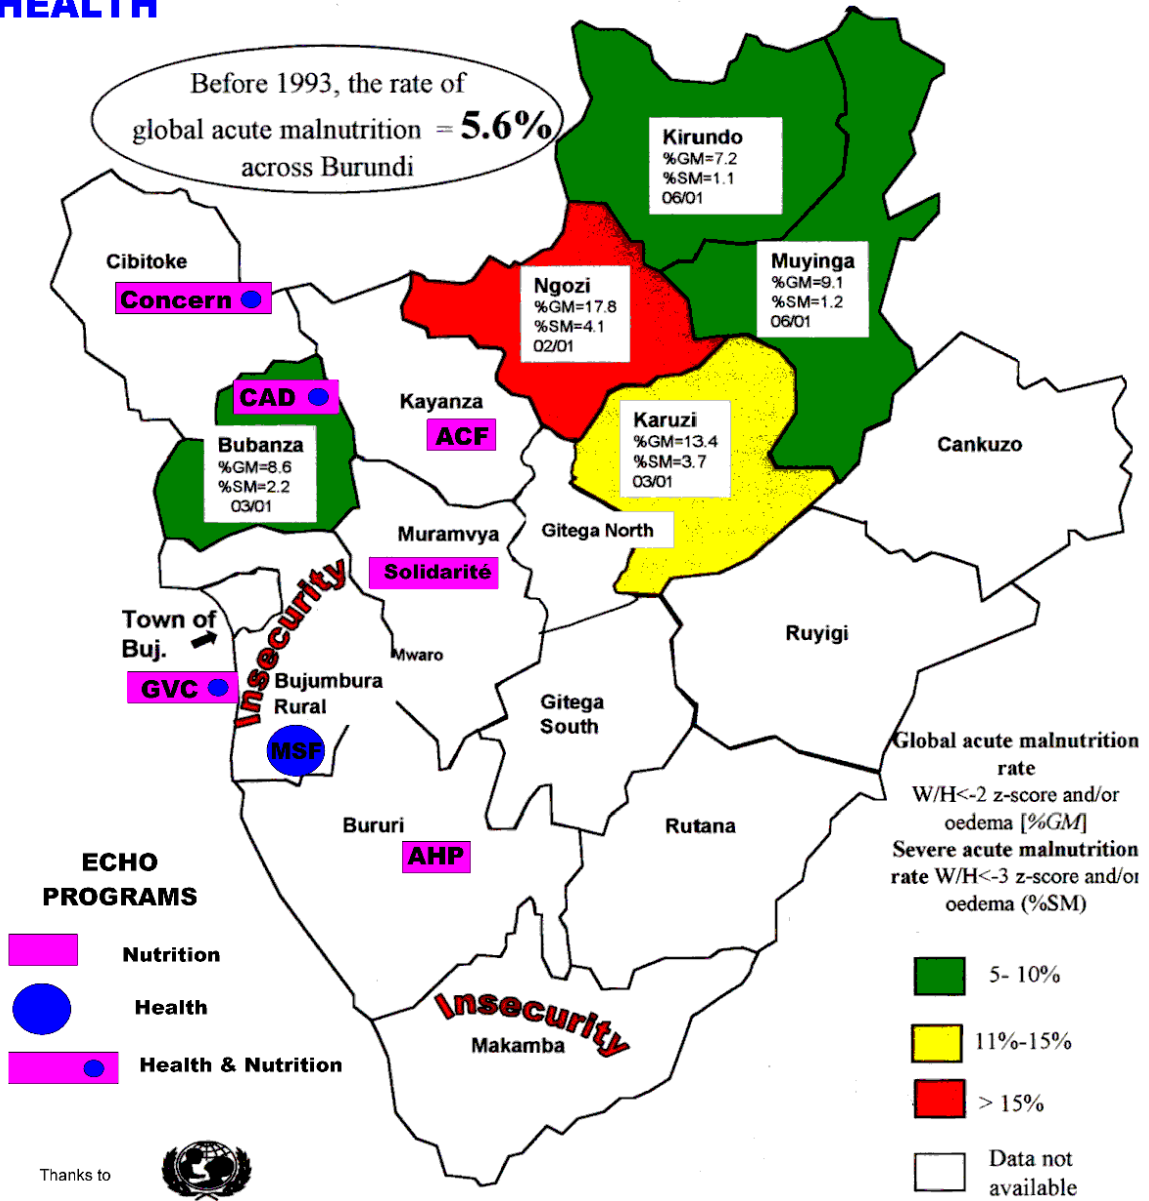 HEALTH
Before 1993, the rate of
global acute malnutrition = 5.6%
across Burundi
Kirundo
%GM=7.2
%SM=1.1
06/01
Cibitoke
Concern
Ngozi
%GM=17.8
%SM=4.1
02/01
Muyinga
%GM=9.1
%SM=1.2
06/01
CAD
Kayanza
ACF
Bubanza
%GM=8.6
%SM=2.2
03/01
Karuzi
%GM=13.4
%SM=3.7
03/01
Cankuzo
Muramvya
Solidarité
Gitega North
Insecurity
Town of
Buj.
GVC
Mwaro
Bujumbura
Rural
MSF
Ruyigi
Gitega
South
Bururi
AHP
Rutana
Global acute malnutrition
rate
W/H<-2 z-score and/or
oedema [%GM]
Severe acute malnutrition
rate W/H<-3 z-score and/or
oedema (%SM)
ECHO
PROGRAMS
Nutrition
Health
Health & Nutrition
Insecurity
Makamba
5- 10%
11%-15%
> 15%
Data not
available
Thanks to